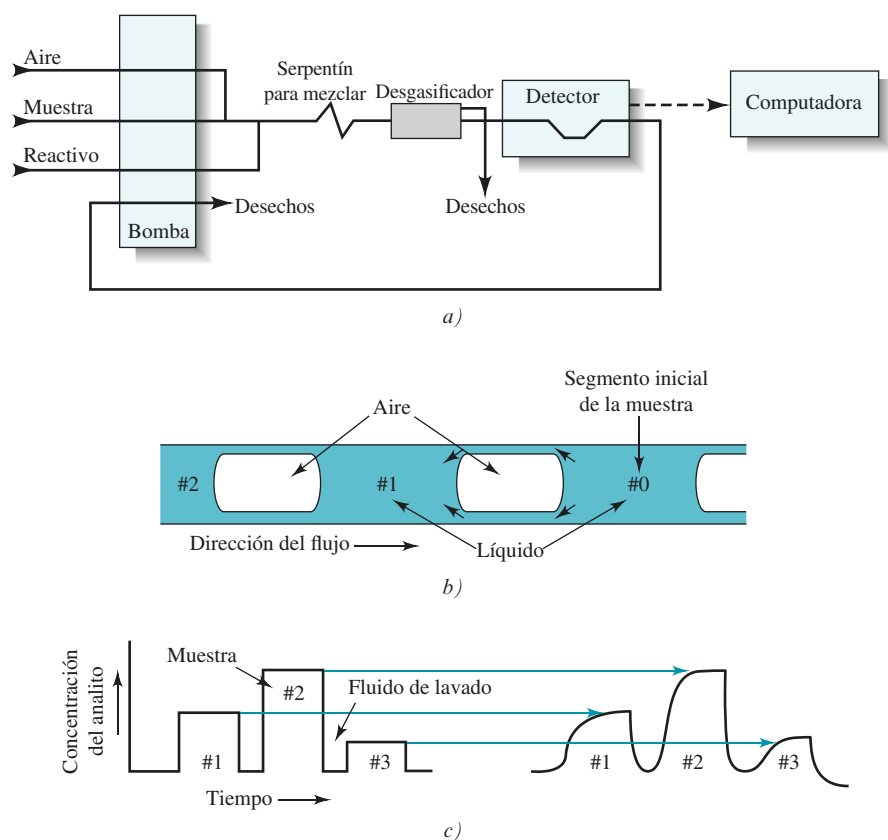 Aire
Muestra
Reactivo
Bomba
Desechos
Serpentín
para mezclar
Desgasificador
Desechos
Detector
Computadora
a)
Aire
Segmento inicial
de la muestra
#2
#1
#0
Dirección del flujo
Líquido
b)
Concentración
del analito
Muestra
#2
Fluido de lavado
#1
#3
Tiempo
#1
#2
#3
c)